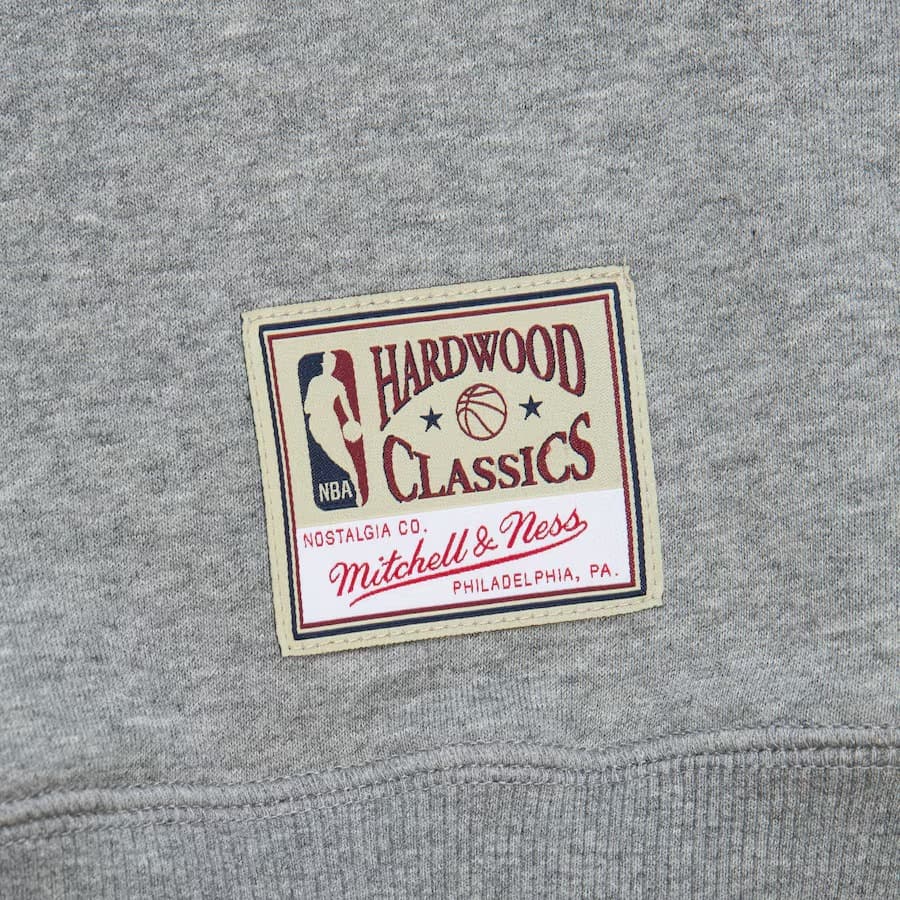 HARDWOOD
CLASSICS
NBA
NOSTALGIA CO.
Mitchell & Ness
PHILADELPHIA, PA.